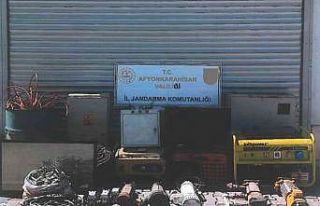 T.C.
AFYONKARAHİSAR
VALİLİĞİ
İL JANDARMA KOMUTANLIĞI